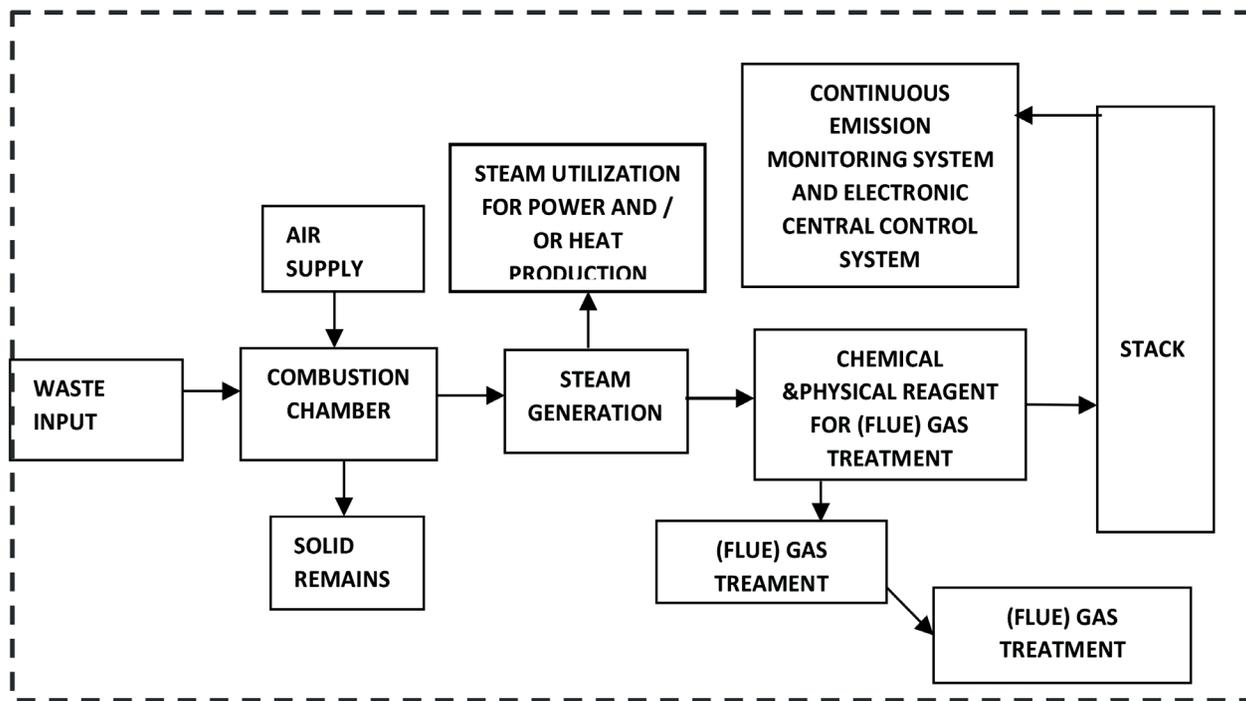 CONTINUOUS
EMISSION
MONITORING SYSTEM
AND ELECTRONIC
CENTRAL CONTROL
SYSTEM
STEAM UTILIZATION
FOR POWER AND /
OR HEAT
PRODUCTION
AIR
SUPPLY
STACK
WASTE
INPUT
COMBUSTION
CHAMBER
STEAM
GENERATION
CHEMICAL
&PHYSICAL REAGENT
FOR (FLUE) GAS
TREATMENT
SOLID
REMAINS
(FLUE) GAS
TREAMENT
(FLUE) GAS
TREATMENT